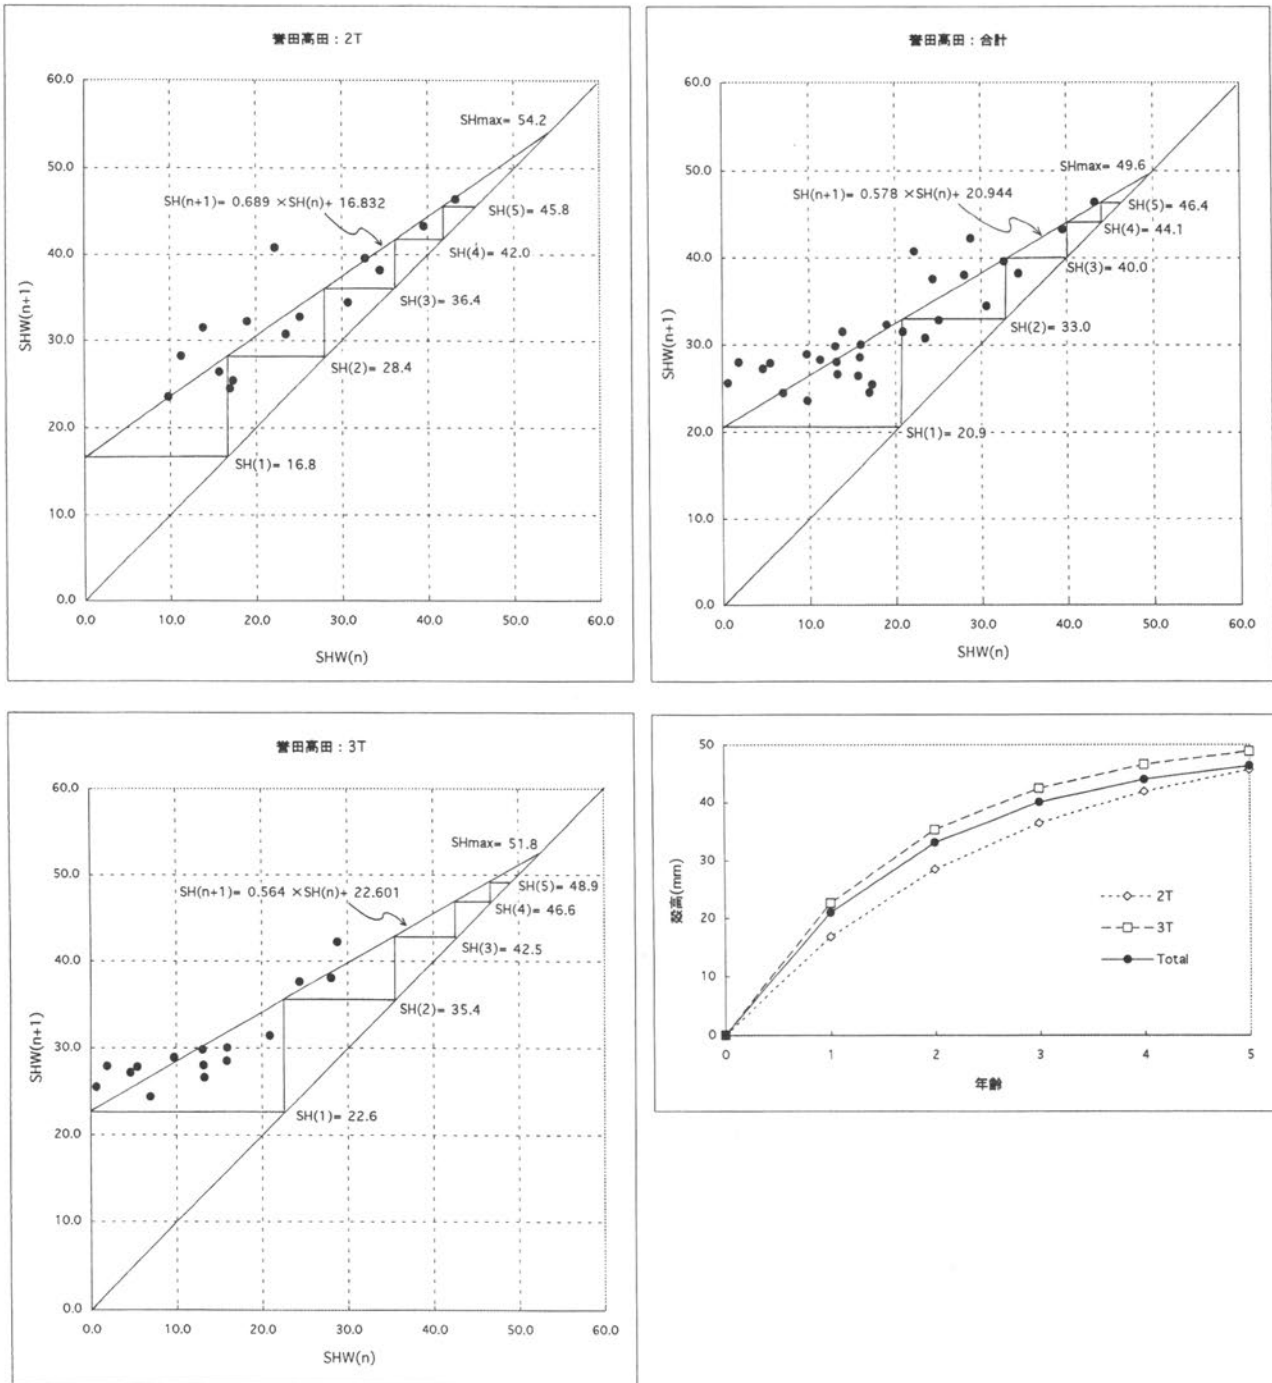 誉田高田：2T
60.0
50.0
40.0
30.0
20.0
10.0
0.0
SHW(n+1)
SHmax= 54.2
SH(n+1)= 0.689 ×SH(n)+ 16.832
SH(5)= 45.8
SH(4)= 42.0
SH(3)= 36.4
SH(2)= 28.4
SH(1)= 16.8
0.0 10.0 20.0 30.0 40.0 50.0 60.0
SHW(n)
誉田高田：合計
60.0
50.0
40.0
30.0
20.0
10.0
0.0
SHW(n+1)
SHmax= 49.6
SH(n+1)= 0.578 ×SH(n)+ 20.944
SH(5)= 46.4
SH(4)= 44.1
SH(3)= 40.0
SH(2)= 33.0
SH(1)= 20.9
0.0 10.0 20.0 30.0 40.0 50.0 60.0
SHW(n)
誉田高田：3T
60.0
50.0
40.0
30.0
20.0
10.0
0.0
SHW(n+1)
SHmax= 51.8
SH(n+1)= 0.564 ×SH(n)+ 22.601
SH(5)= 48.9
SH(4)= 46.6
SH(3)= 42.5
SH(2)= 35.4
SH(1)= 22.6
0.0 10.0 20.0 30.0 40.0 50.0 60.0
SHW(n)
50
40
30
20
10
0
殻高(mm)
2T
3T
Total
0 1 2 3 4 5
年齢